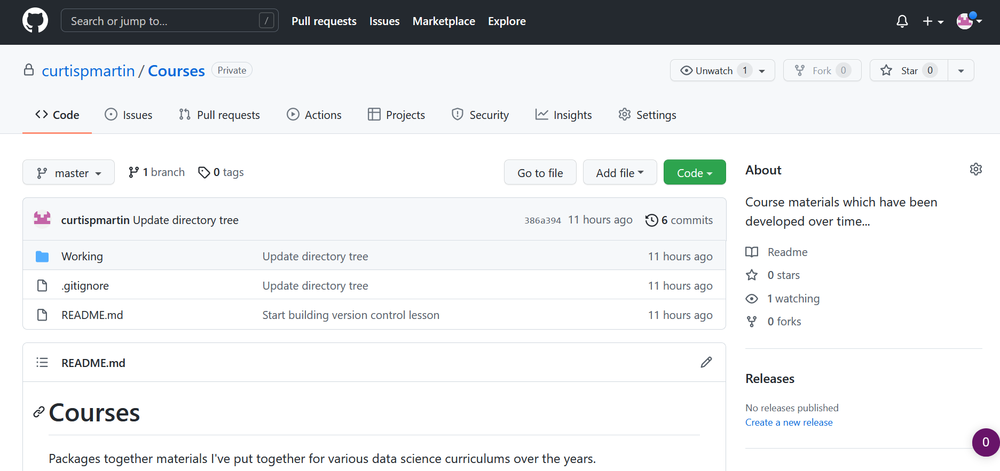 Search or jump to... /
Pull requests Issues Marketplace Explore
curtispmartin / Courses Private
Unwatch 1 Fork 0 Star 0
Code Issues Pull requests Actions Projects Security Insights Settings
master 1 branch 0 tags Go to file Add file Code
curtispmartin Update directory tree 386a394 11 hours ago 6 commits
Working Update directory tree 11 hours ago
.gitignore Update directory tree 11 hours ago
README.md Start building version control lesson 11 hours ago
README.md
Courses
Packages together materials I've put together for various data science curriculums over the years.
About
Course materials which have been
developed over time...
Readme
0 stars
1 watching
0 forks
Releases
No releases published
Create a new release
0